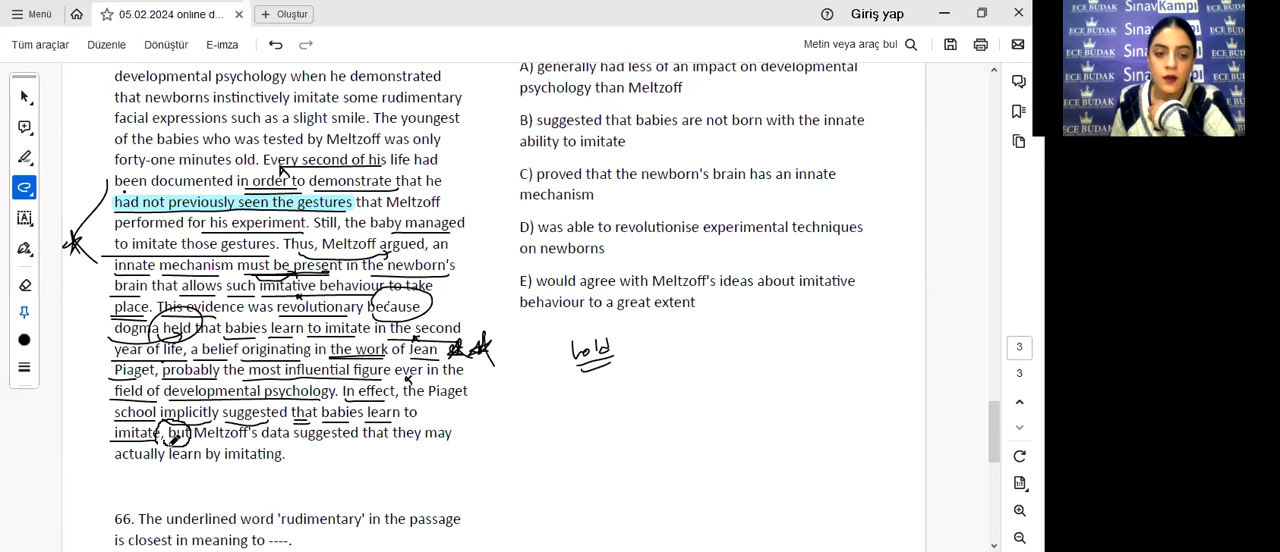 Menü
05.02.2024 online d...
Oluştur
Giriş yap
Tüm araçlar
Düzenle
Dönüştür
E-imza
Metin veya araç bul
developmental psychology when he demonstrated
that newborns instinctively imitate some rudimentary
facial expressions such as a slight smile. The youngest
of the babies who was tested by Meltzoff was only
forty-one minutes old. Every second of his life had
been documented in order to demonstrate that he
had not previously seen the gestures that Meltzoff
performed for his experiment. Still, the baby managed
to imitate those gestures. Thus, Meltzoff argued, an
innate mechanism must be present in the newborn's
brain that allows such imitative behaviour to take
place. This evidence was revolutionary because
dogma held that babies learn to imitate in the second
year of life, a belief originating in the work of Jean
Piaget, probably the most influential figure ever in the
field of developmental psychology. In effect, the Piaget
school implicitly suggested that babies learn to
imitate, but Meltzoff's data suggested that they may
actually learn by imitating.
66. The underlined word 'rudimentary' in the passage
is closest in meaning to ----.
A) generally had less of an impact on developmental
psychology than Meltzoff
B) suggested that babies are not born with the innate
ability to imitate
C) proved that the newborn's brain has an innate
mechanism
D) was able to revolutionise experimental techniques
on newborns
E) would agree with Meltzoff's ideas about imitative
behaviour to a great extent
hold
3
3
SınavKampı
ECE BUDAK
ECE BUDAK
ECE BUDAK